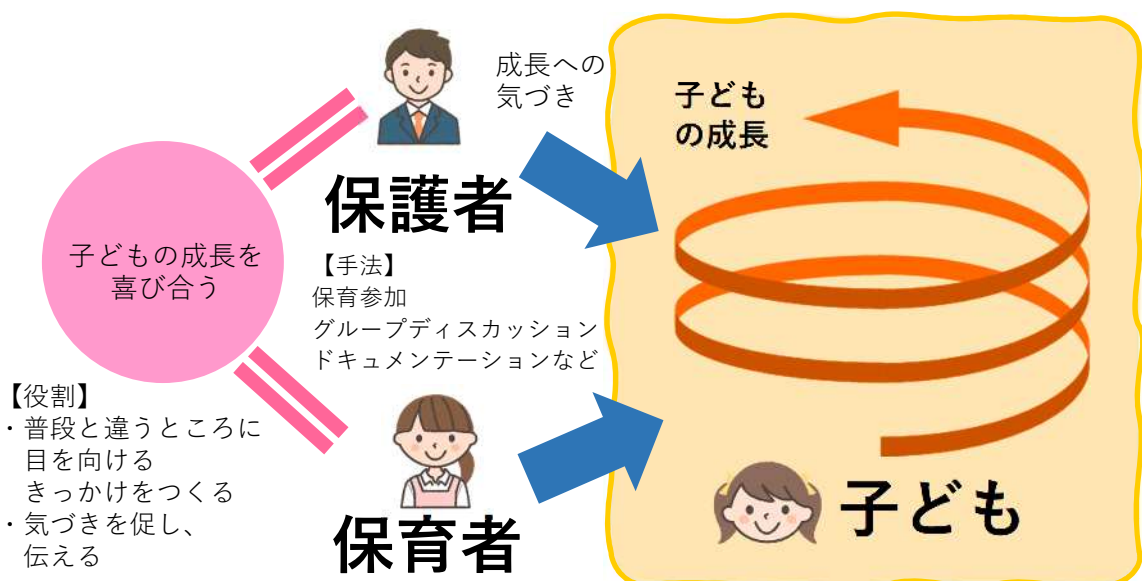 成長への
気づき
子ども
の成長
保護者
子どもの成長を
喜び合う
【手法】
保育参加
グループディスカッション
ドキュメンテーションなど
【役割】
・普段と違うところに
目を向ける
きっかけをつくる
・気づきを促し、
伝える
保育者
子ども